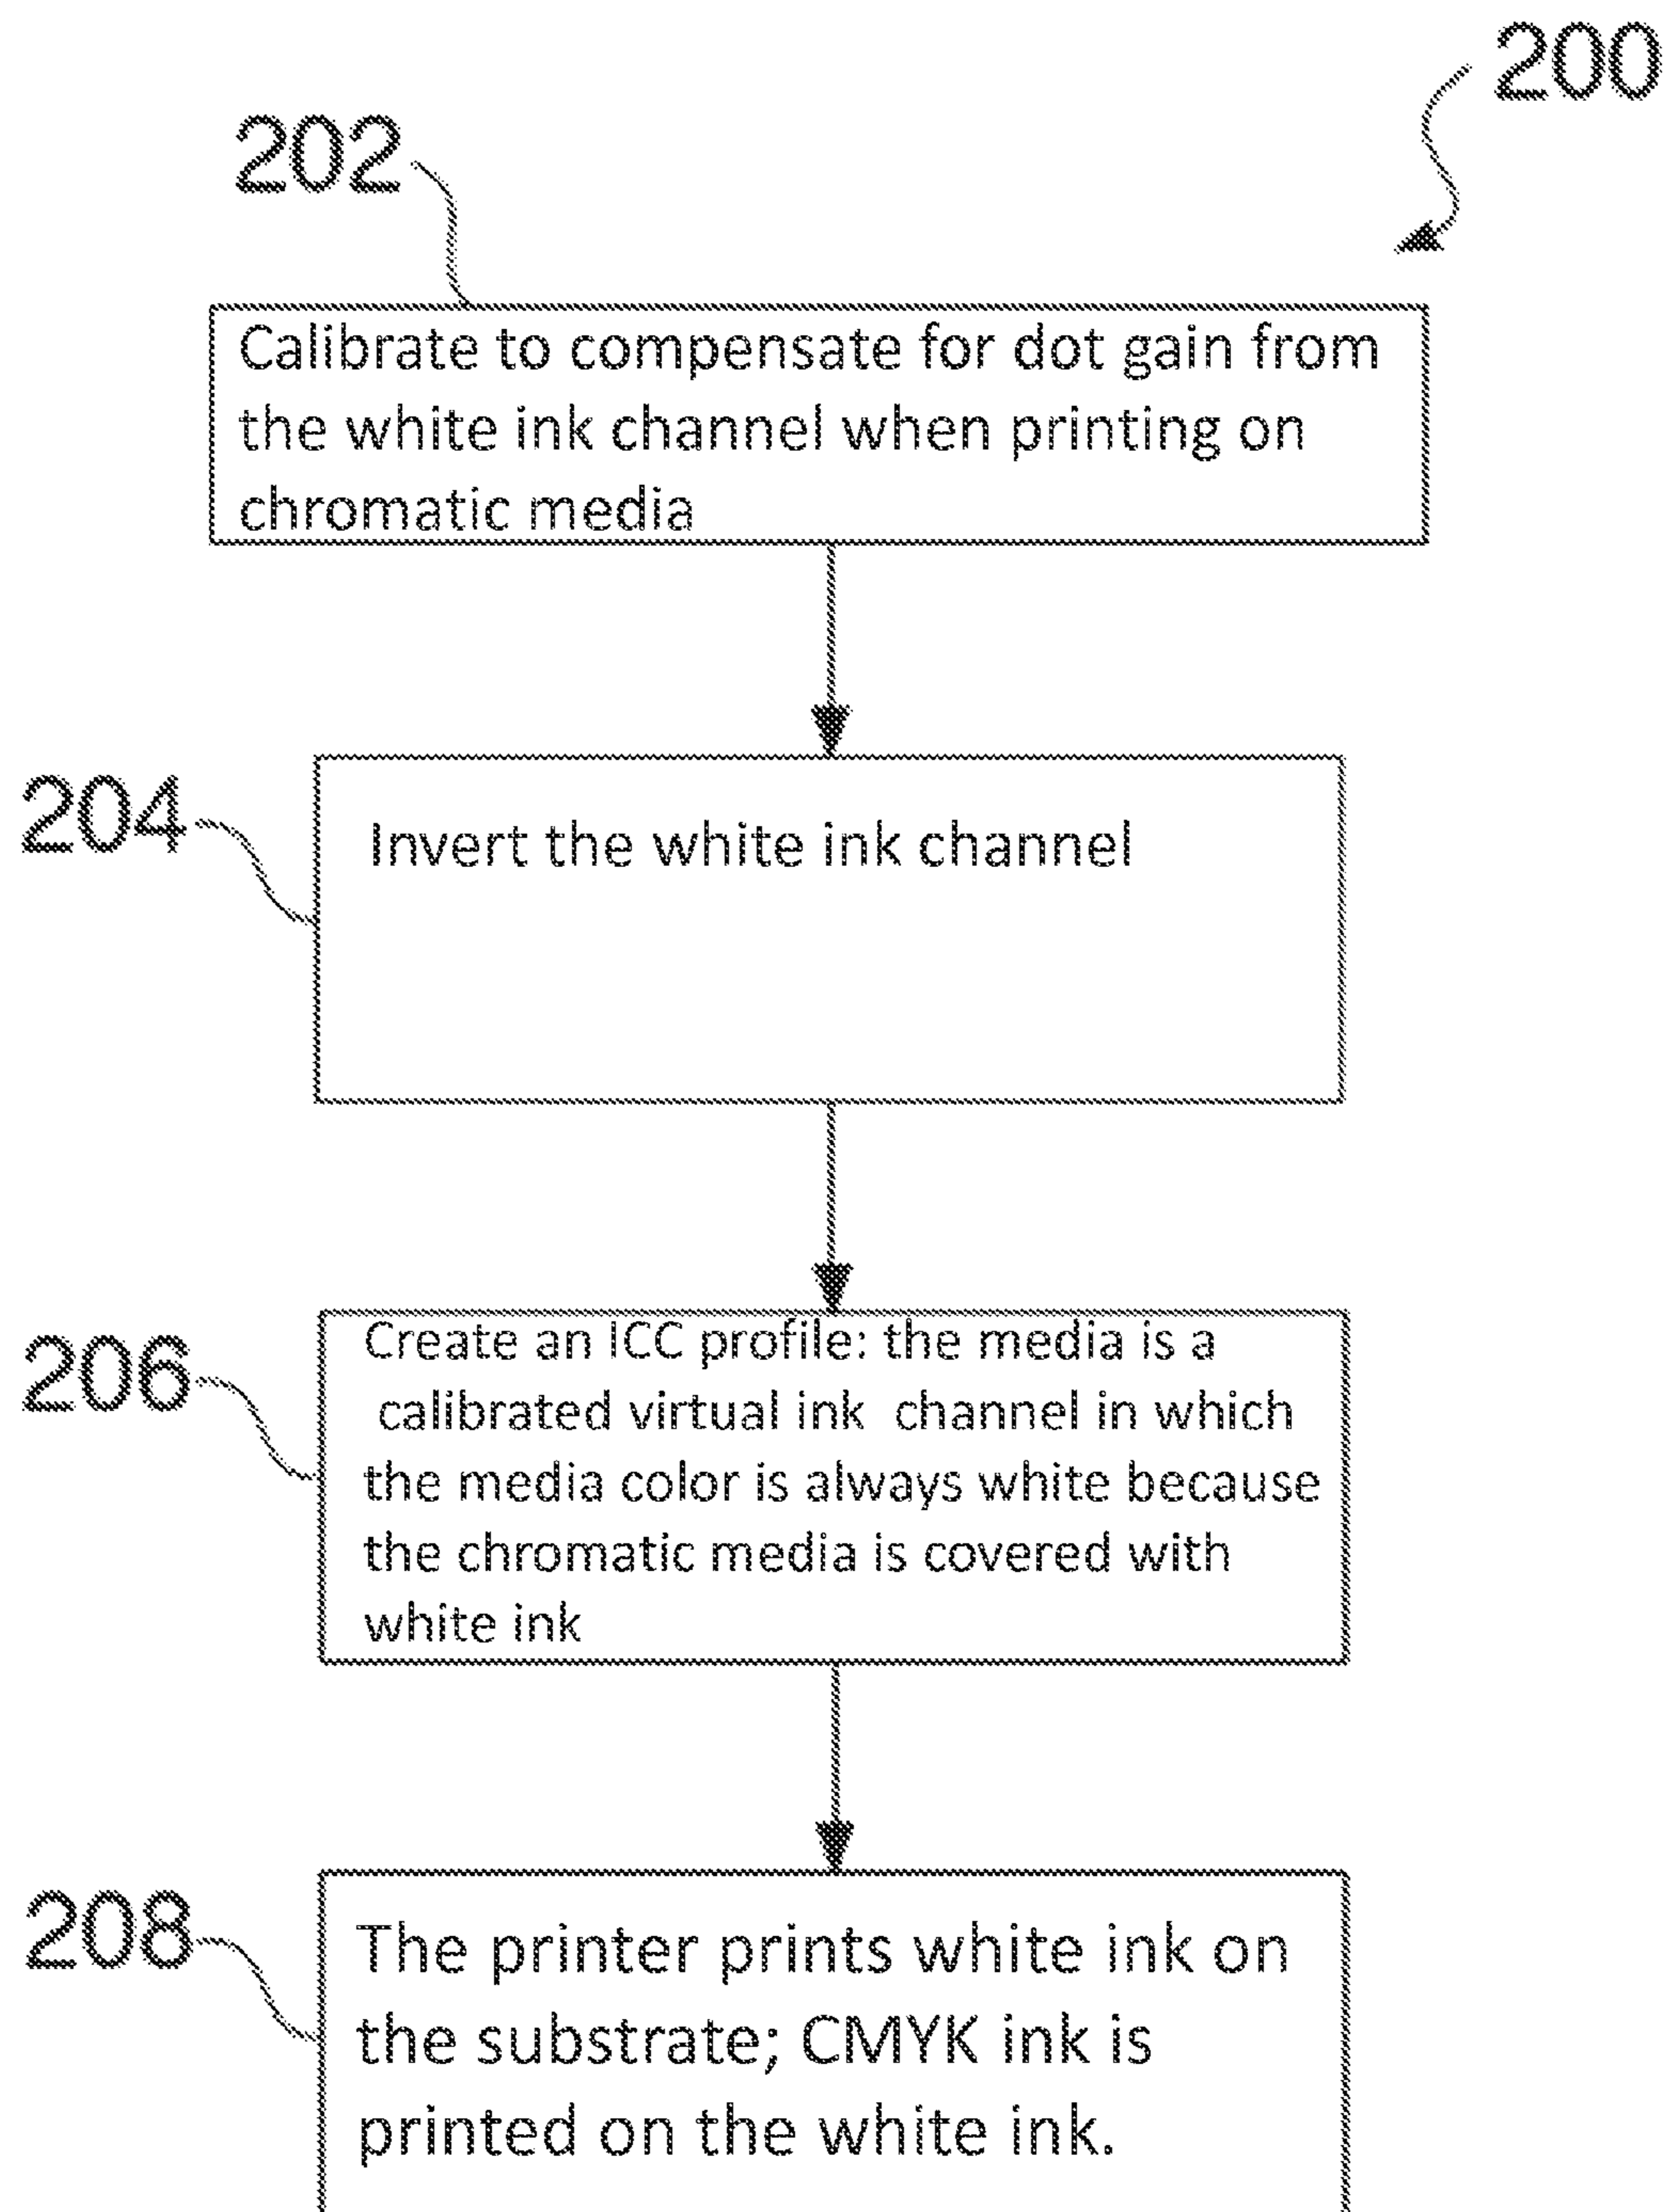 200
202
Calibrate to compensate for dot gain from
the white ink channel when printing on
chromatic media
204
Invert the white ink channel
206
Create an ICC profile: the media is a
calibrated virtual ink channel in which
the media color is always white because
the chromatic media is covered with
white ink
208
The printer prints white ink on
the substrate; CMYK ink is
printed on the white ink.